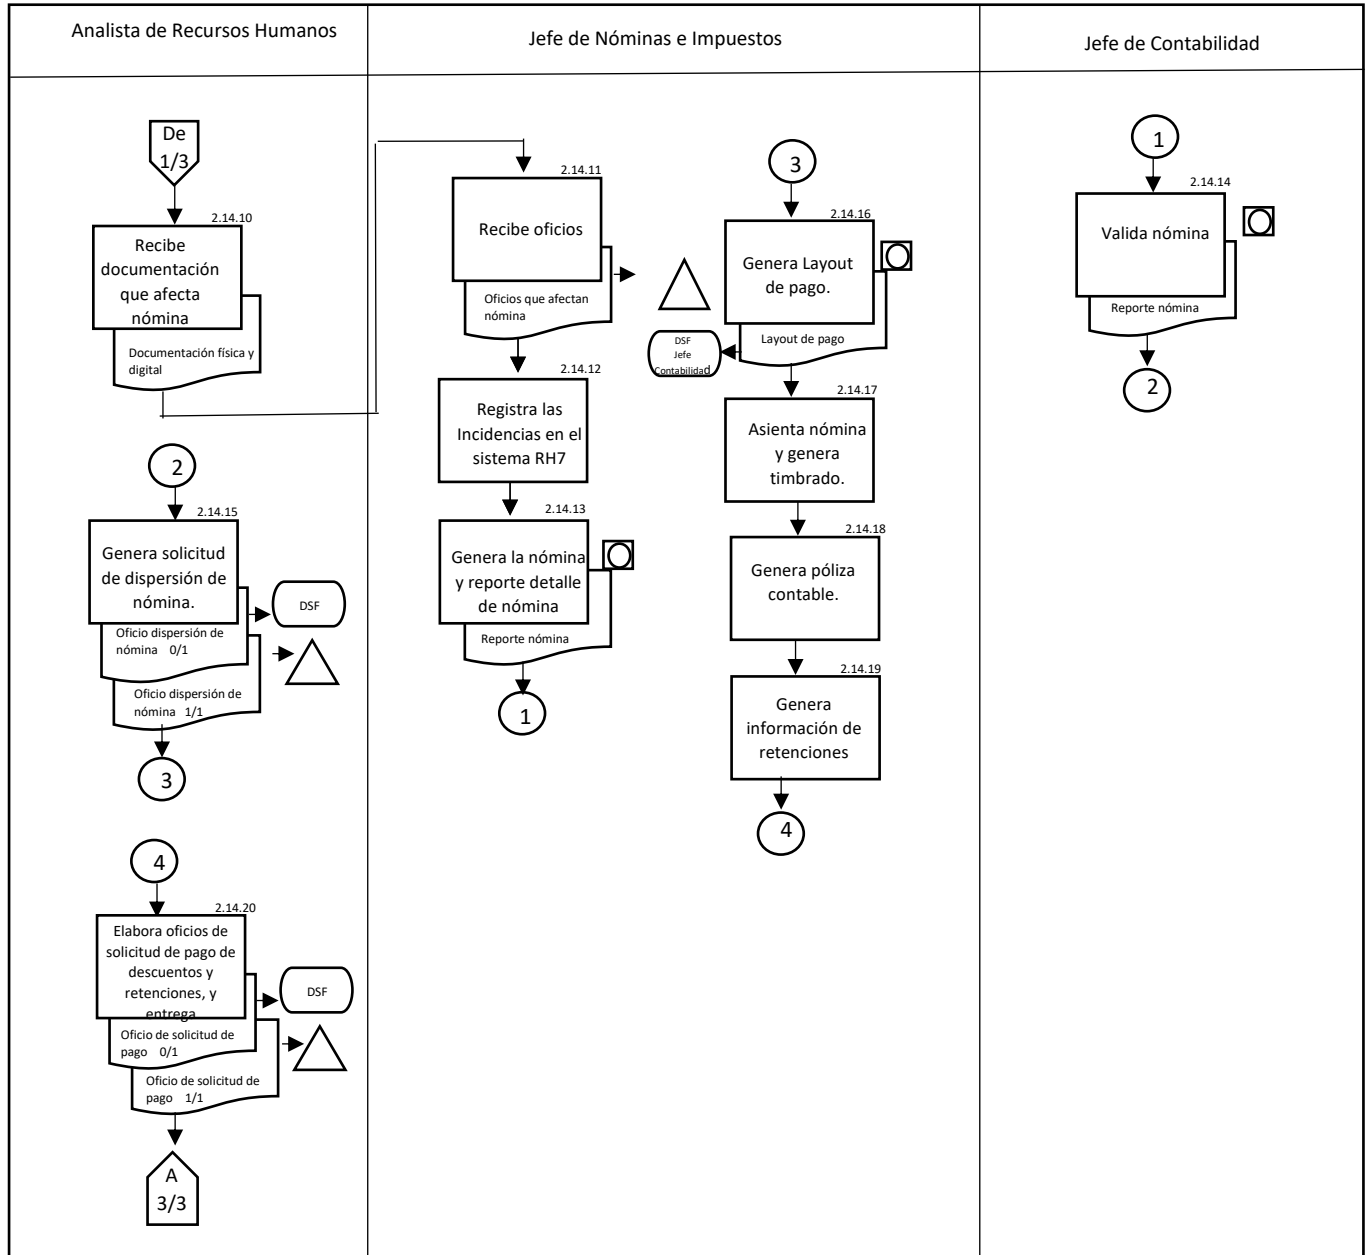 Analista de Recursos Humanos
Jefe de Nóminas e Impuestos
Jefe de Contabilidad
De
1/3
2.14.10
Recibe
documentación
que afecta
nómina
Documentación física y
digital
2
2.14.15
Genera solicitud
de dispersión de
nómina.
DSF
Oficio dispersión de
nómina 0/1
Oficio dispersión de
nómina 1/1
3
4
2.14.20
Elabora oficios de
solicitud de pago de
descuentos y
retenciones, y
entrega
DSF
Oficio de solicitud de
pago 0/1
Oficio de solicitud de
pago 1/1
A
3/3
2.14.11
Recibe oficios
Oficios que afectan
nómina
2.14.12
Registra las
Incidencias en el
sistema RH7
2.14.13
Genera la nómina
y reporte detalle
de nómina
Reporte nómina
1
3
2.14.16
Genera Layout
de pago.
Layout de pago
DSF
Jefe
Contabilidad
2.14.17
Asienta nómina
y genera
timbrado.
2.14.18
Genera póliza
contable.
2.14.19
Genera
información de
retenciones
4
1
2.14.14
Valida nómina
Reporte nómina
2